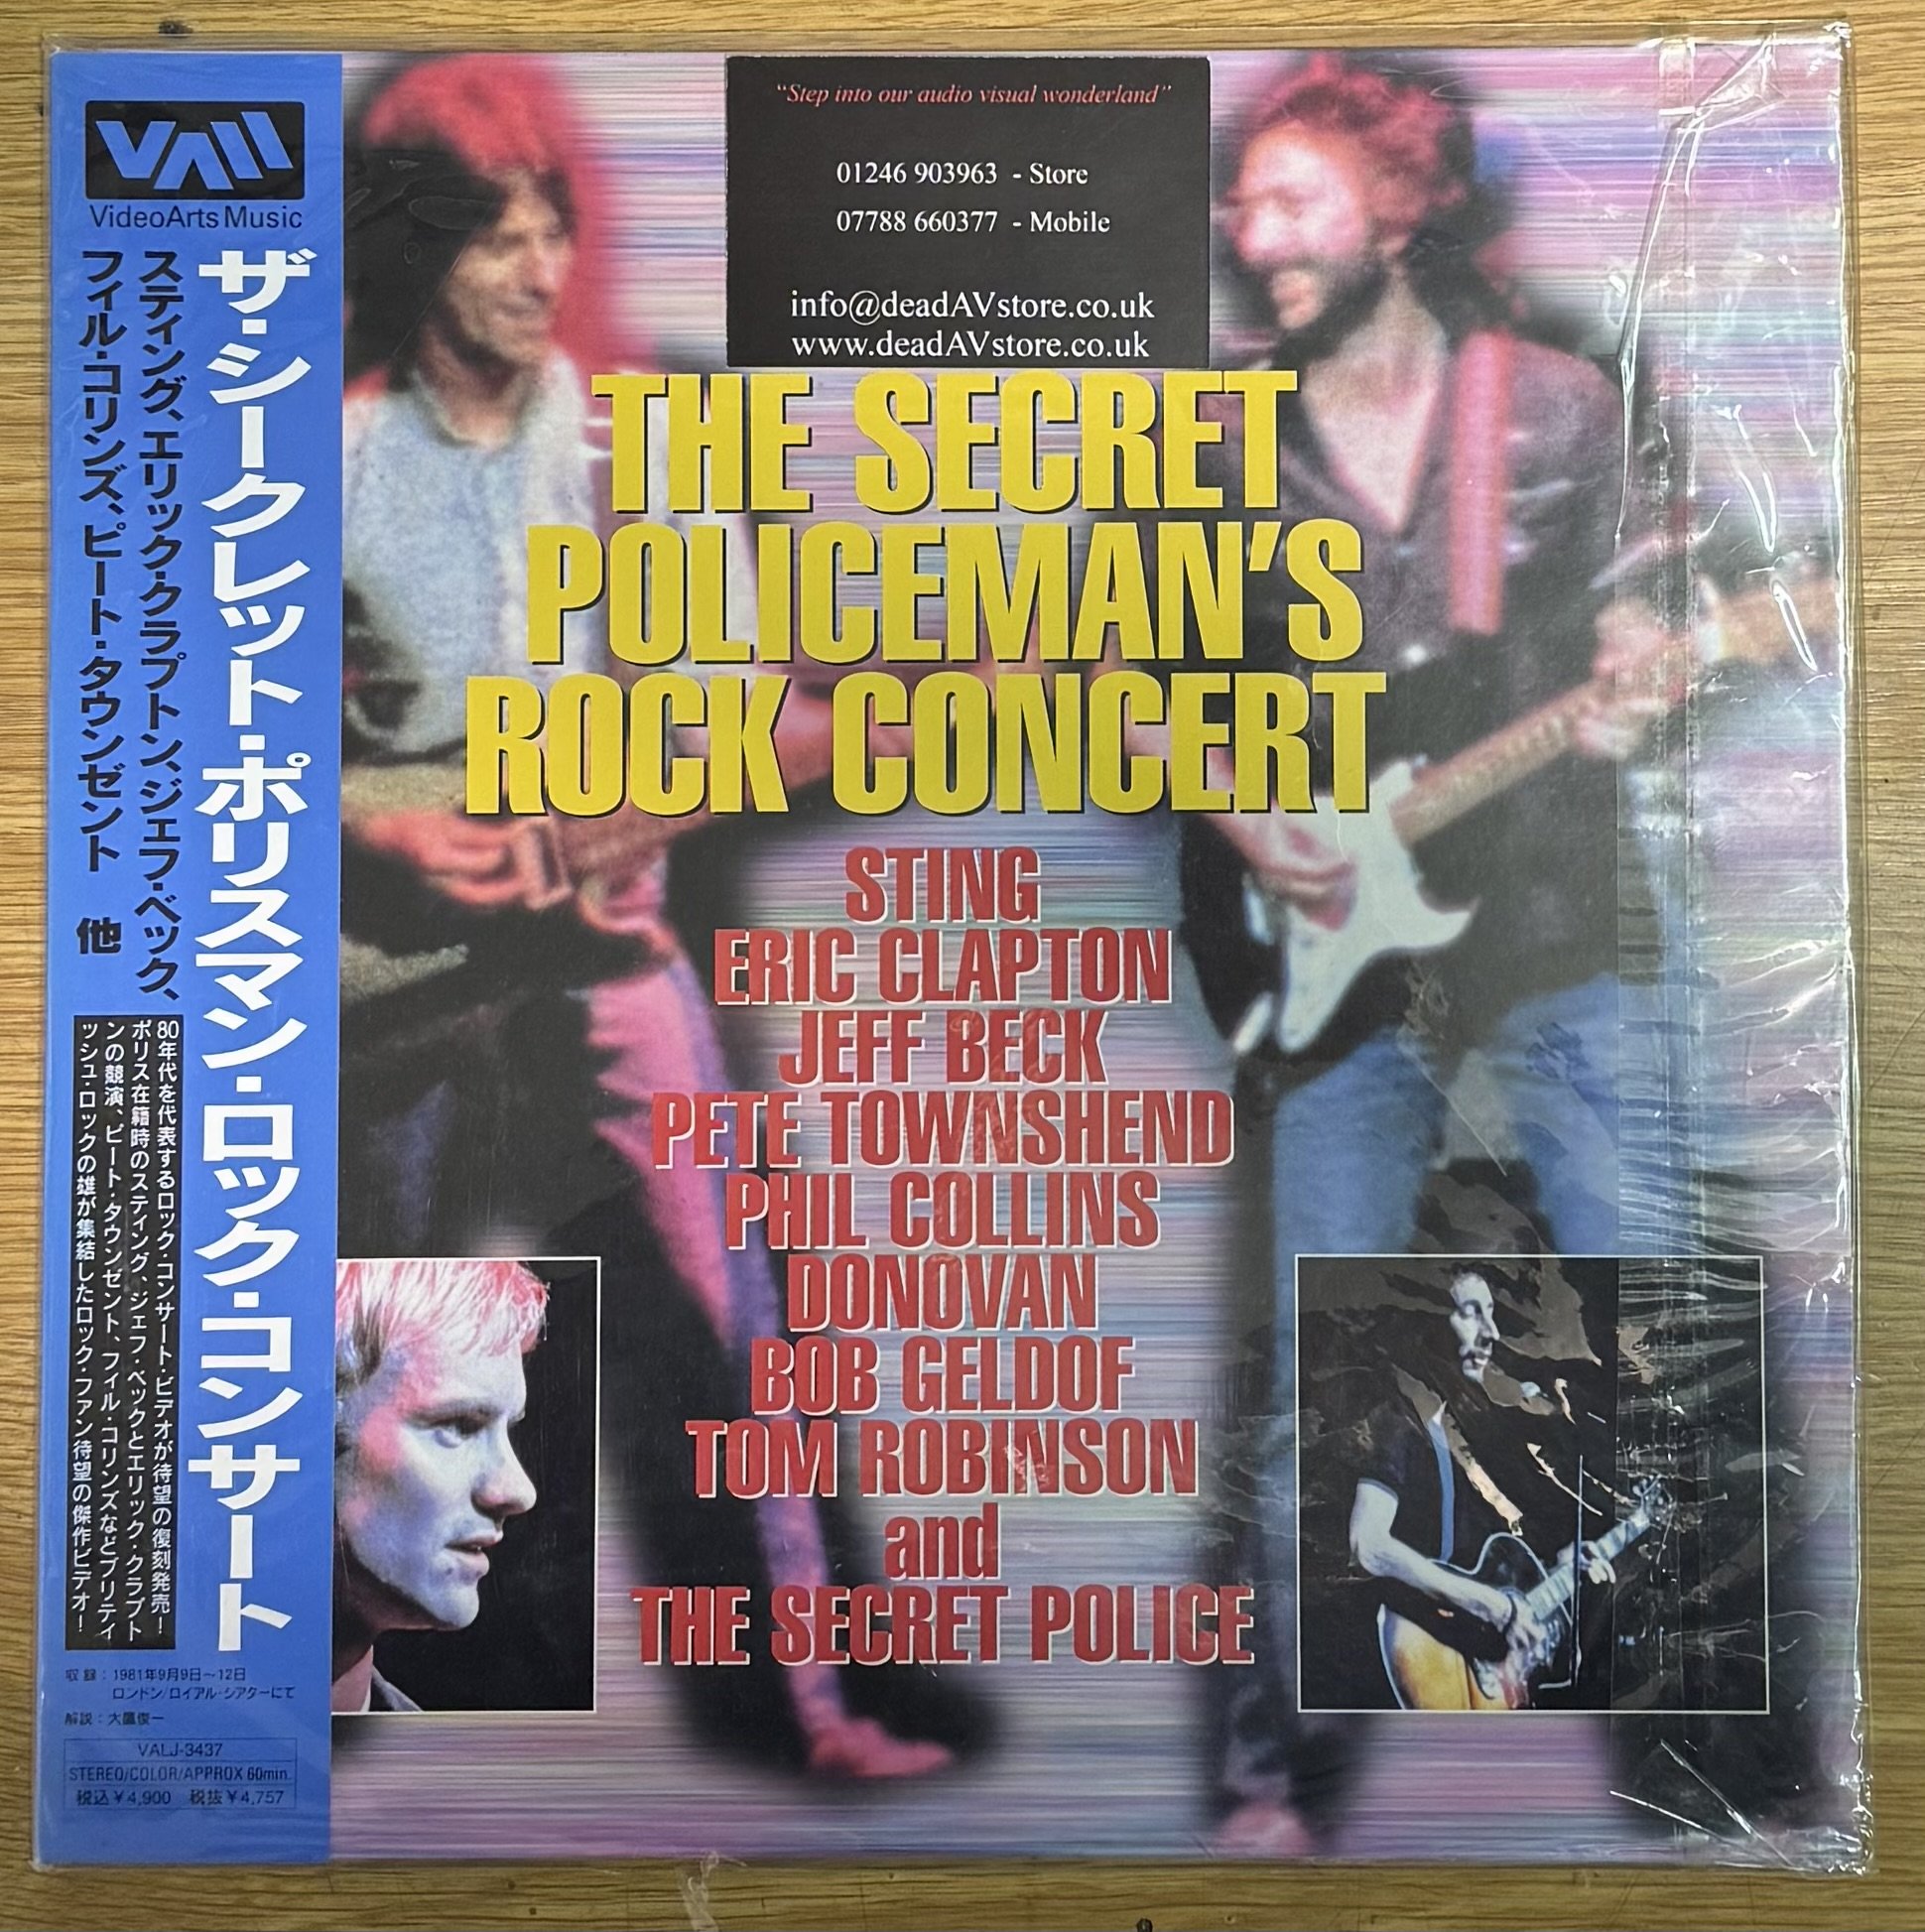 VAM
VideoArts Music
ザ・シークレット・ポリスマン・ロック・コンサート
スティング、エリック・クラプトン、ジェフ・ベック、
フィル・コリンズ、ピート・タウンゼント 他
80年代を代表するロック・コンサート・ビデオが待望の復刻発売！
ポリス在籍時のスティング、ジェフ・ベックとエリック・クラプト
ンの競演、ピート・タウンゼント、フィル・コリンズなどブリティ
ッシュ・ロックの雄が集結したロック・ファン待望の傑作ビデオ！
収録：1981年9月9日〜12日
ロンドン/ロイアル・シアターにて
解説：大鷹俊一
VALJ-3437
STEREO/COLOR/APPROX 60min.
税込￥4,900 税抜￥4,757
"Step into our audio visual wonderland"
01246 903963 - Store
07788 660377 - Mobile
info@deadAVstore.co.uk
www.deadAVstore.co.uk
THE SECRET
POLICEMAN'S
ROCK CONCERT
STING
ERIC CLAPTON
JEFF BECK
PETE TOWNSHEND
PHIL COLLINS
DONOVAN
BOB GELDOF
TOM ROBINSON
and
THE SECRET POLICE